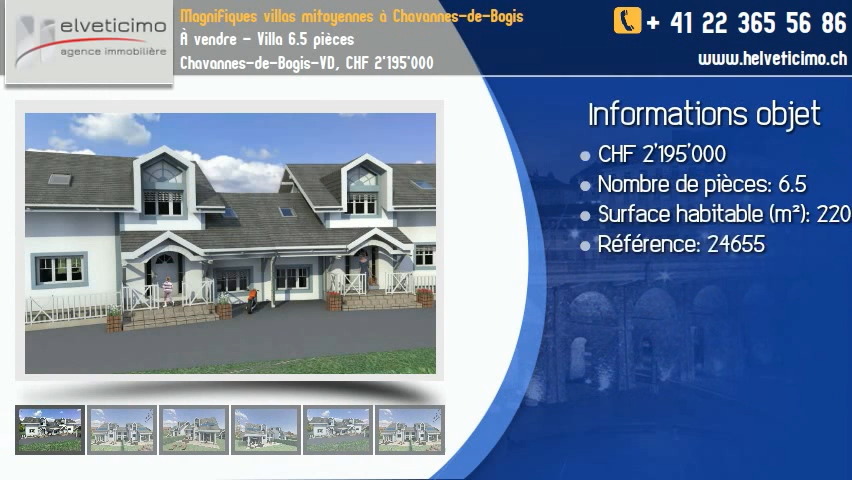 elveticimo
agence immobilière
Magnifiques villas mitoyennes à Chavannes-de-Bogis
À vendre - Villa 6.5 pièces
Chavannes-de-Bogis-VD, CHF 2'195'000
+ 41 22 365 56 86
www.helveticimo.ch
Informations objet
CHF 2'195'000
Nombre de pièces: 6.5
Surface habitable (m²): 220
Référence: 24655